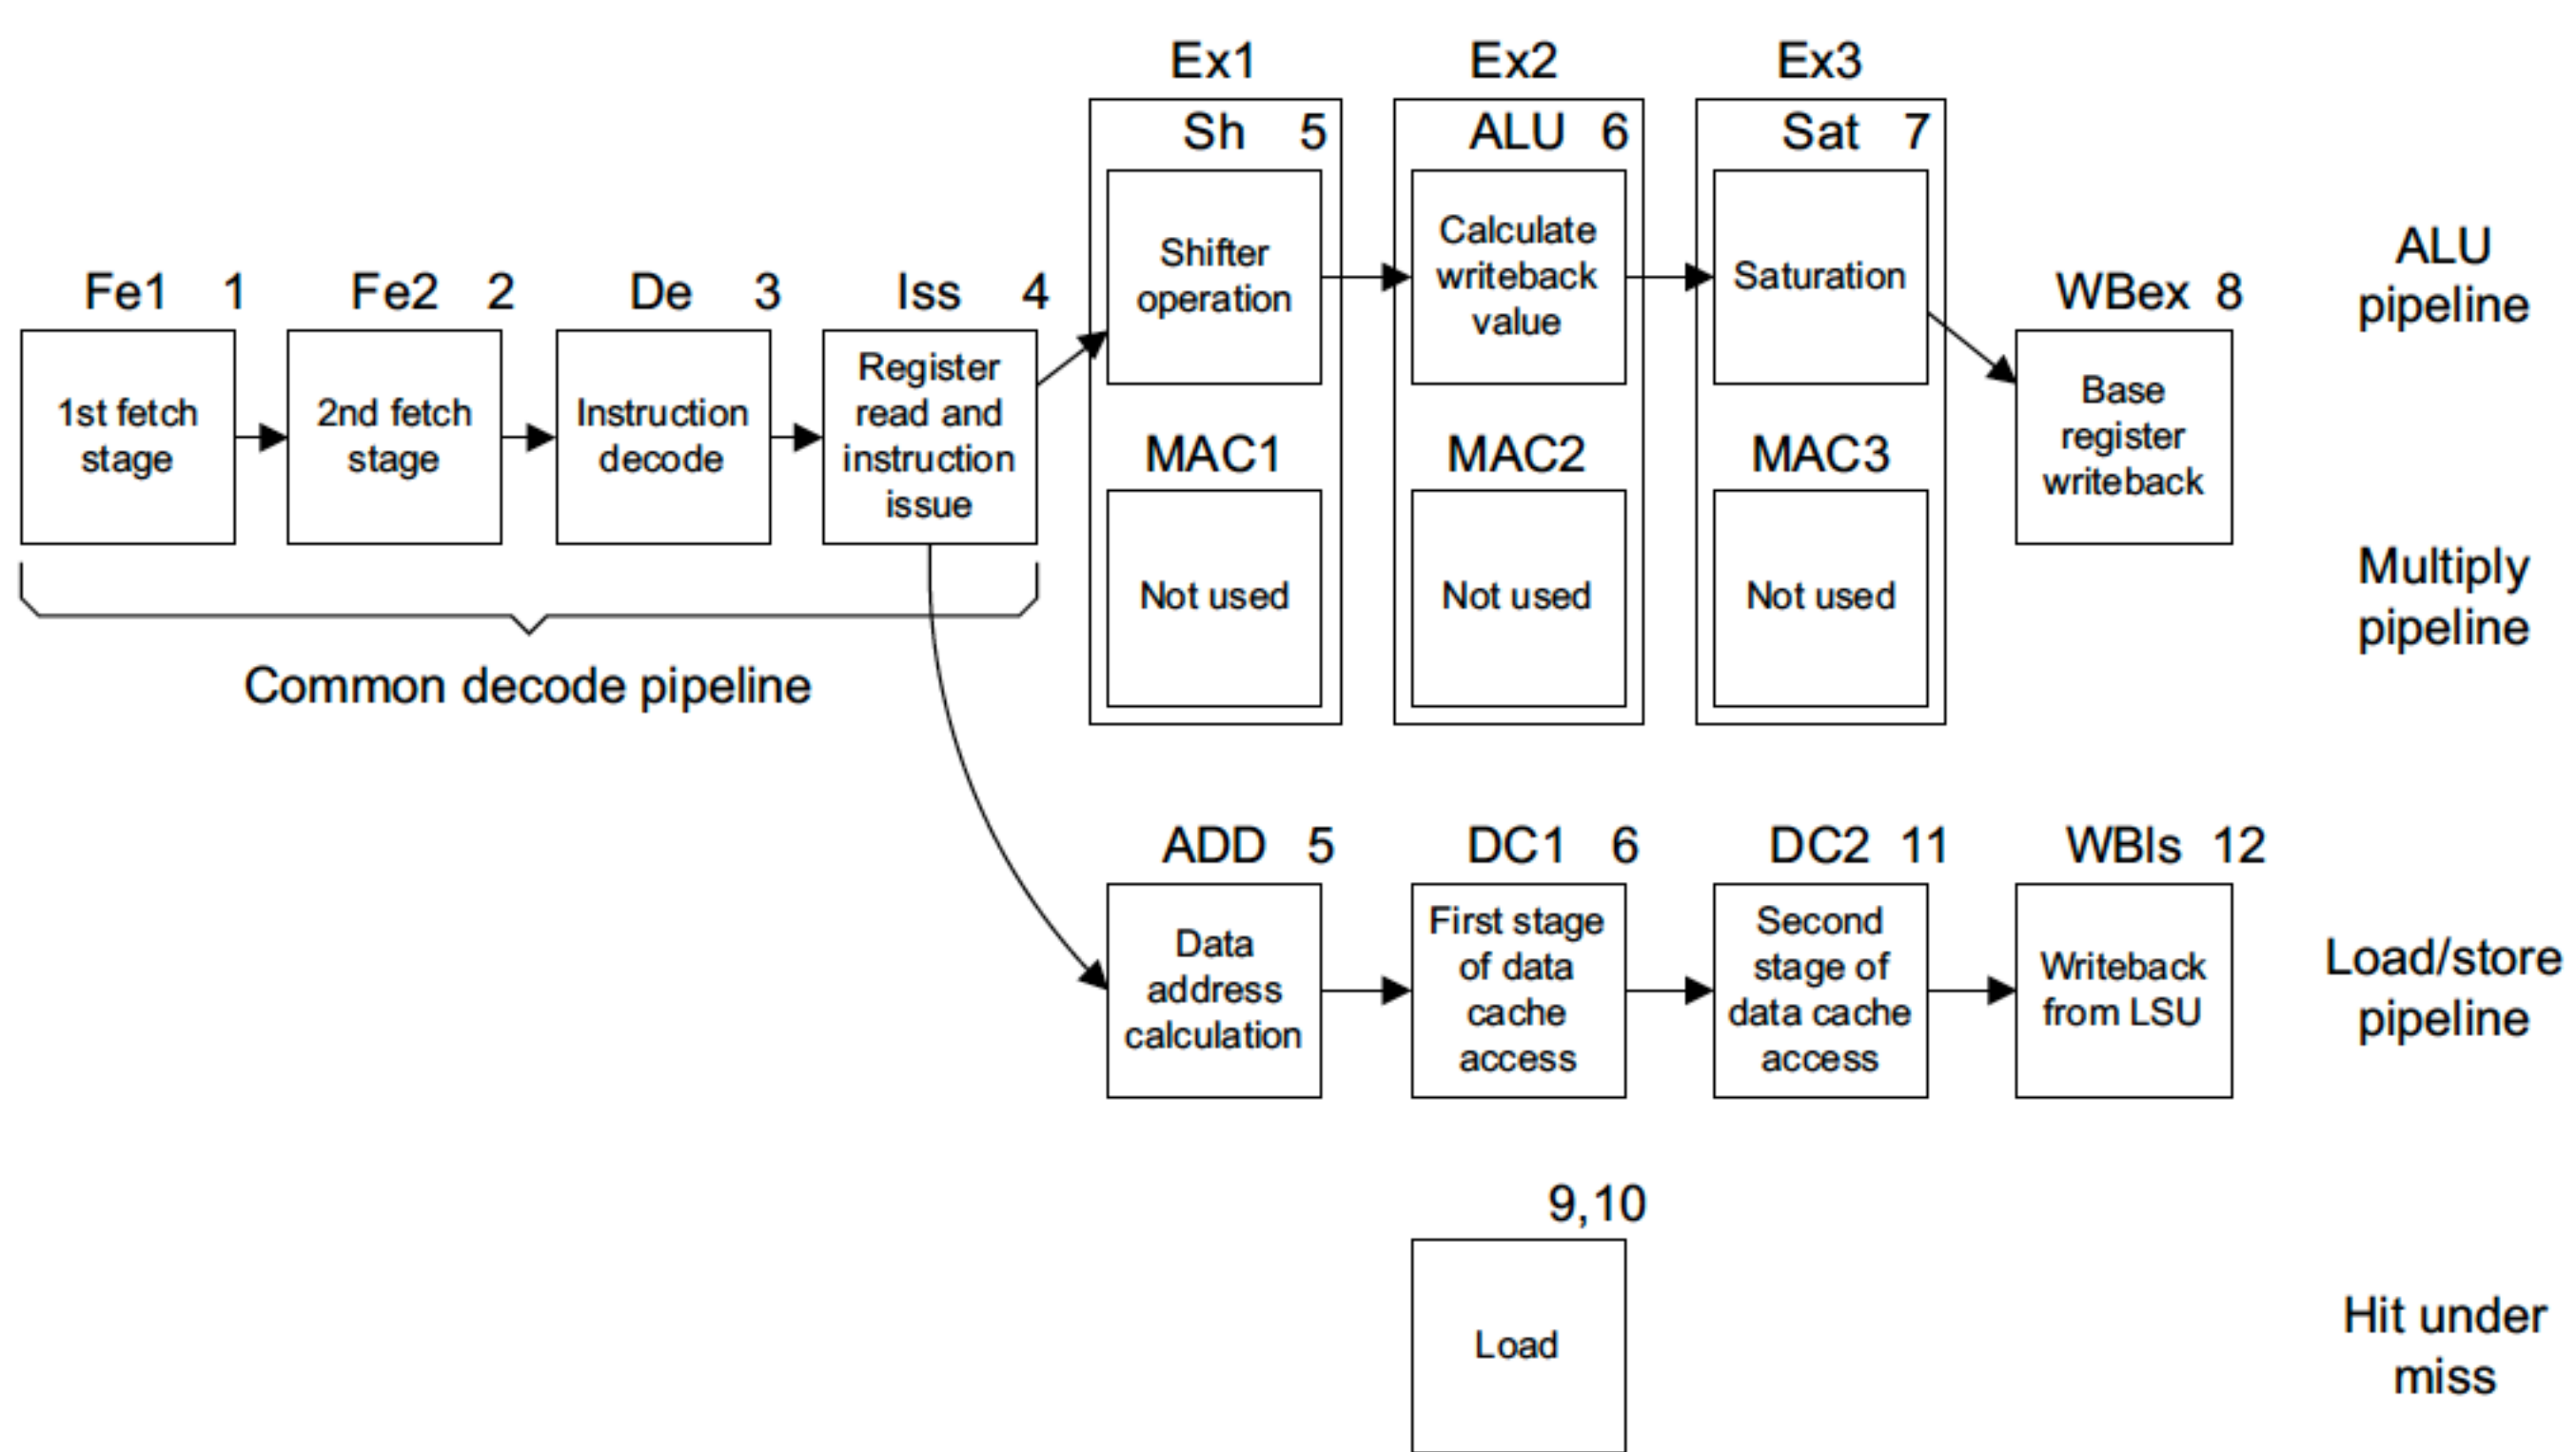 Ex1 Ex2 Ex3
Sh 5 ALU 6 Sat 7
Shifter
operation
Calculate
writeback
value
Saturation
ALU
pipeline
Fe1 1 Fe2 2 De 3 Iss 4
WBex 8
1st fetch
stage
2nd fetch
stage
Instruction
decode
Register
read and
instruction
issue
Base
register
writeback
MAC1 MAC2 MAC3
Not used Not used Not used
Multiply
pipeline
Common decode pipeline
ADD 5 DC1 6 DC2 11 WBls 12
Data
address
calculation
First stage
of data
cache
access
Second
stage of
data cache
access
Writeback
from LSU
Load/store
pipeline
9,10
Load
Hit under
miss